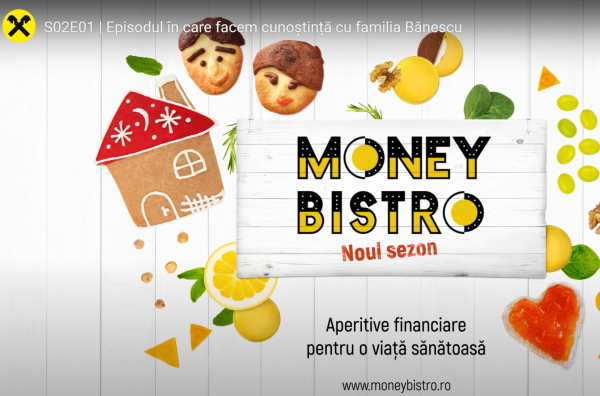 S02E01 | Episodul în care facem cunoștință cu familia Bănescu
MONEY
BISTRO
Noul sezon
Aperitive financiare
pentru o viață sănătoasă
www.moneybistro.ro